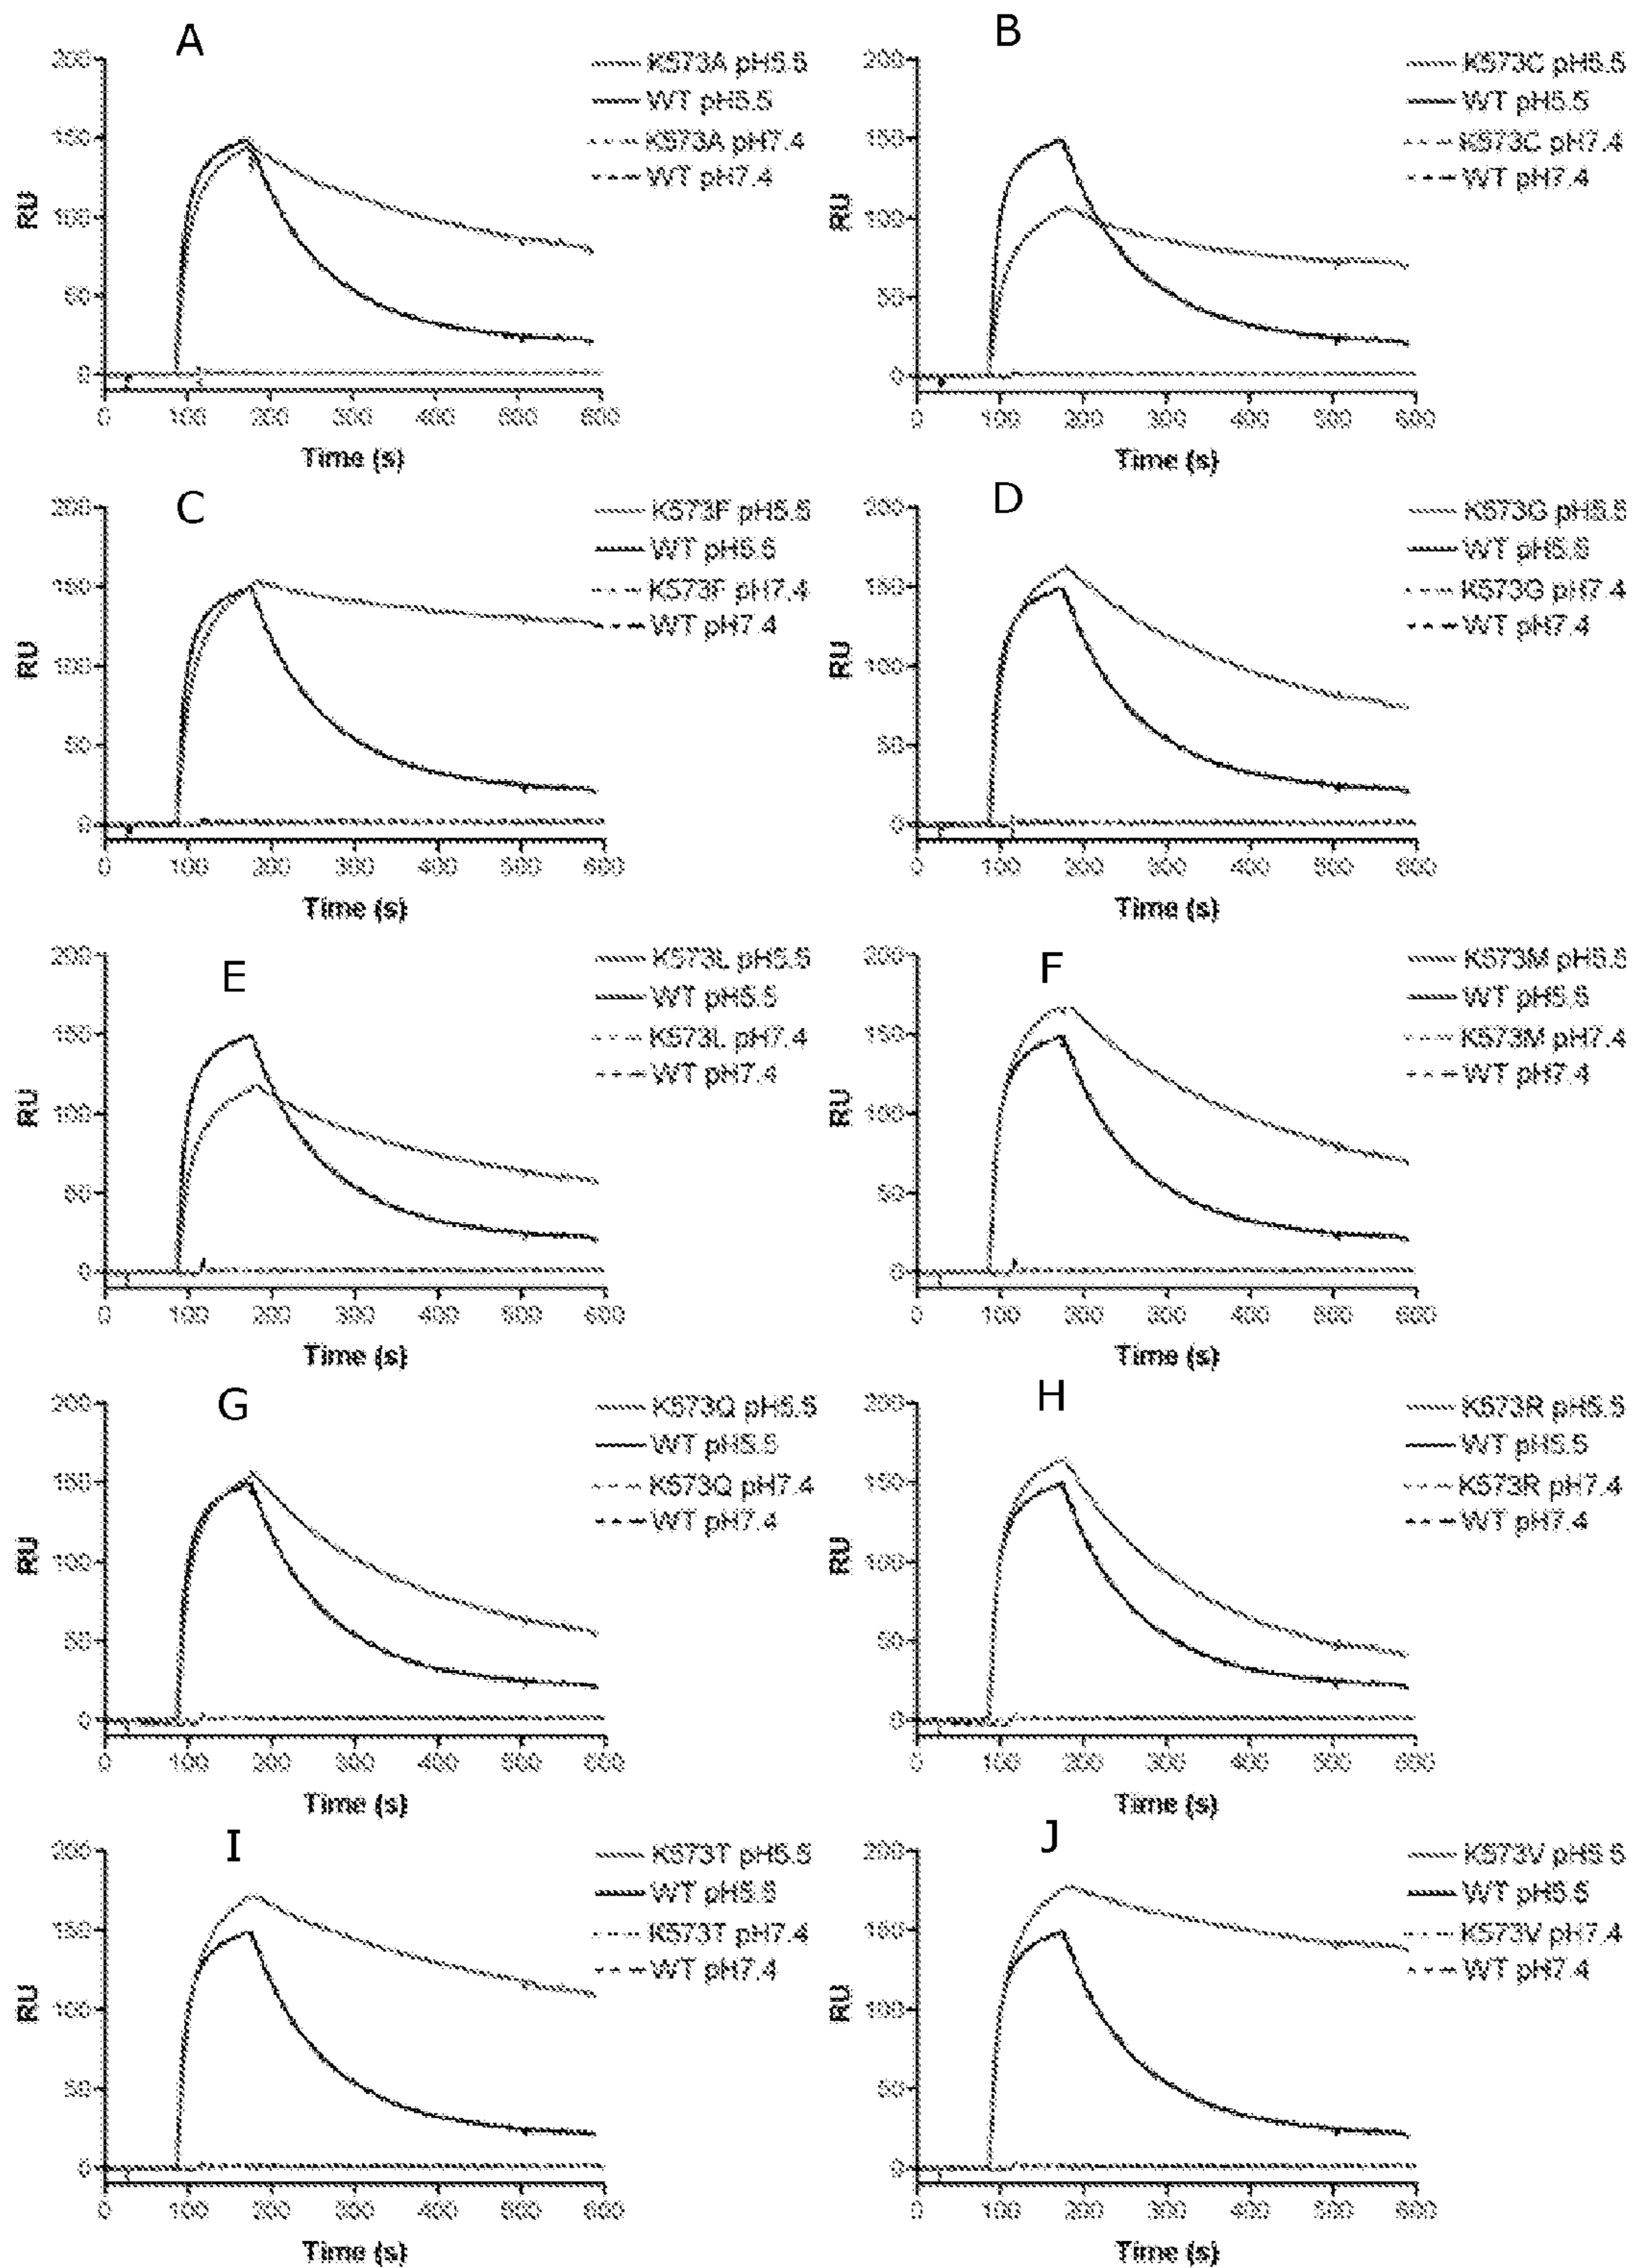 A
B
200
150
100
50
0
RU
0 100 200 300 400 500 600
Time (s)
K573A pH5.5
WT pH5.5
K573A pH7.4
WT pH7.4
200
150
100
50
0
RU
0 100 200 300 400 500 600
Time (s)
K573C pH5.5
WT pH5.5
K573C pH7.4
WT pH7.4
C
D
200
150
100
50
0
RU
0 100 200 300 400 500 600
Time (s)
K573F pH5.5
WT pH5.5
K573F pH7.4
WT pH7.4
200
150
100
50
0
RU
0 100 200 300 400 500 600
Time (s)
K573G pH5.5
WT pH5.5
K573G pH7.4
WT pH7.4
E
F
200
150
100
50
0
RU
0 100 200 300 400 500 600
Time (s)
K573L pH5.5
WT pH5.5
K573L pH7.4
WT pH7.4
200
150
100
50
0
RU
0 100 200 300 400 500 600
Time (s)
K573M pH5.5
WT pH5.5
K573M pH7.4
WT pH7.4
G
H
200
150
100
50
0
RU
0 100 200 300 400 500 600
Time (s)
K573Q pH5.5
WT pH5.5
K573Q pH7.4
WT pH7.4
200
150
100
50
0
RU
0 100 200 300 400 500 600
Time (s)
K573R pH5.5
WT pH5.5
K573R pH7.4
WT pH7.4
I
J
200
150
100
50
0
RU
0 100 200 300 400 500 600
Time (s)
K573T pH5.5
WT pH5.5
K573T pH7.4
WT pH7.4
200
150
100
50
0
RU
0 100 200 300 400 500 600
Time (s)
K573V pH5.5
WT pH5.5
K573V pH7.4
WT pH7.4